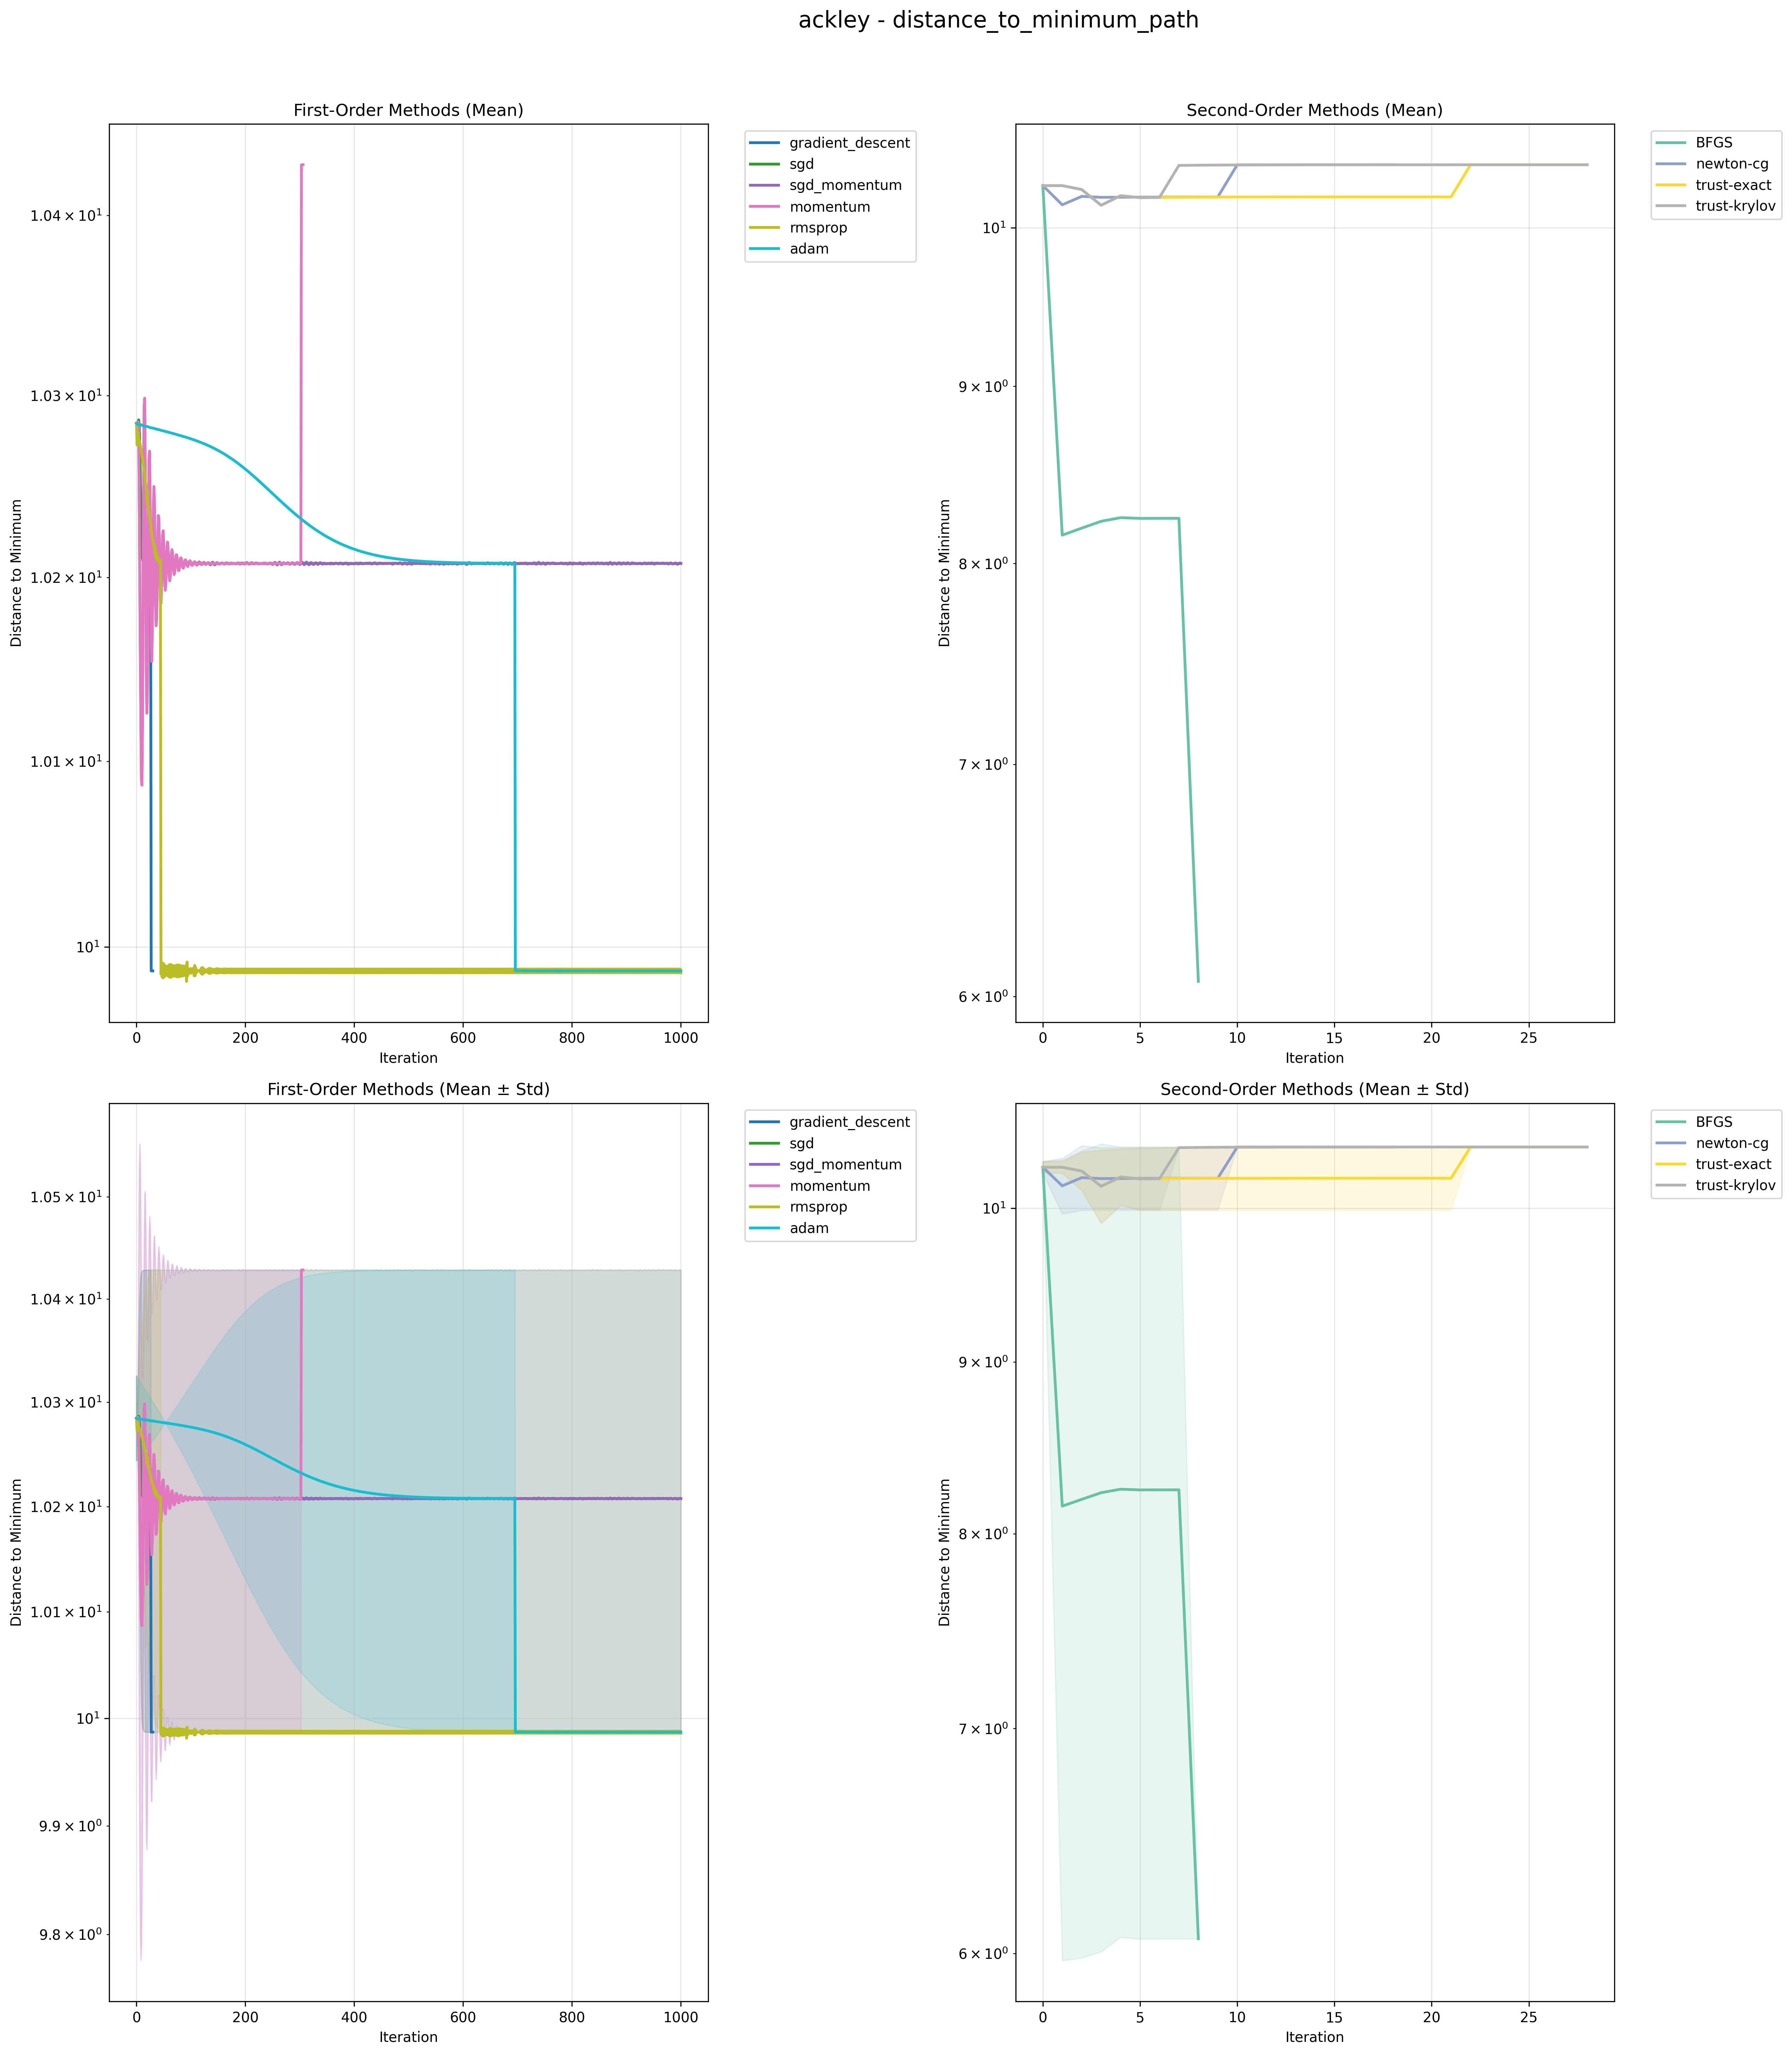 ackley - distance_to_minimum_path
First-Order Methods (Mean)
Distance to Minimum
1.04 × 10¹
1.03 × 10¹
1.02 × 10¹
1.01 × 10¹
10¹
0 200 400 600 800 1000
Iteration
gradient_descent
sgd
sgd_momentum
momentum
rmsprop
adam
Second-Order Methods (Mean)
Distance to Minimum
10¹
9 × 10⁰
8 × 10⁰
7 × 10⁰
6 × 10⁰
0 5 10 15 20 25
Iteration
BFGS
newton-cg
trust-exact
trust-krylov
First-Order Methods (Mean ± Std)
Distance to Minimum
1.05 × 10¹
1.04 × 10¹
1.03 × 10¹
1.02 × 10¹
1.01 × 10¹
10¹
9.9 × 10⁰
9.8 × 10⁰
0 200 400 600 800 1000
Iteration
gradient_descent
sgd
sgd_momentum
momentum
rmsprop
adam
Second-Order Methods (Mean ± Std)
Distance to Minimum
10¹
9 × 10⁰
8 × 10⁰
7 × 10⁰
6 × 10⁰
0 5 10 15 20 25
Iteration
BFGS
newton-cg
trust-exact
trust-krylov